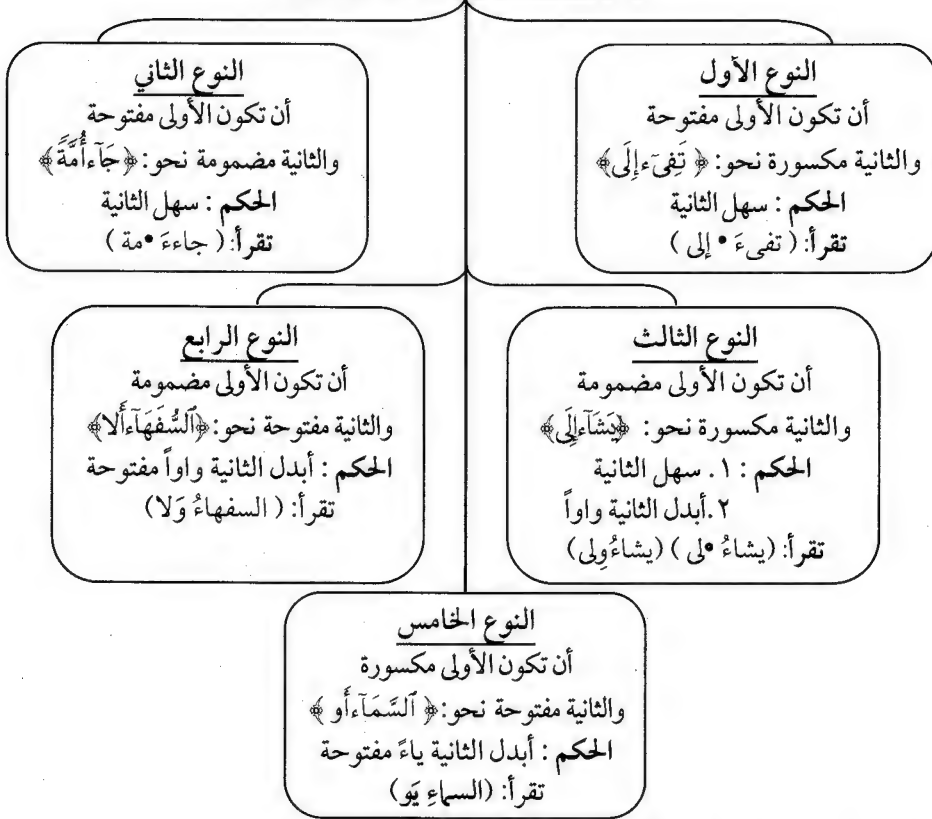 النوع الأول
أن تكون الأولى مفتوحة
والثانية مكسورة نحو: ﴿ تَفِىٓءَ إِلَى﴾
الحكم : سهل الثانية
تقرأ: ( تفىءَ • إلى )
النوع الثاني
أن تكون الأولى مفتوحة
والثانية مضمومة نحو: ﴿جَآءَ أُمَّةً﴾
الحكم : سهل الثانية
تقرأ: ( جاءءَ •مة )
النوع الثالث
أن تكون الأولى مضمومة
والثانية مكسورة نحو: ﴿يَشَآء إِلَى﴾
الحكم : ١. سهل الثانية
٢.أبدل الثانية واواً
تقرأ: (يشاءُ •لى ) (يشاءُوِلى)
النوع الرابع
أن تكون الأولى مضمومة
والثانية مفتوحة نحو:﴿ٱلسُّفَهَآء أَلا﴾
الحكم : أبدل الثانية واواً مفتوحة
تقرأ: ( السفهاءُ وَلا)
النوع الخامس
أن تكون الأولى مكسورة
والثانية مفتوحة نحو:﴿ ٱلسَّمَآء أَو ﴾
الحكم : أبدل الثانية ياءً مفتوحة
تقرأ: (السماءِ يَو)